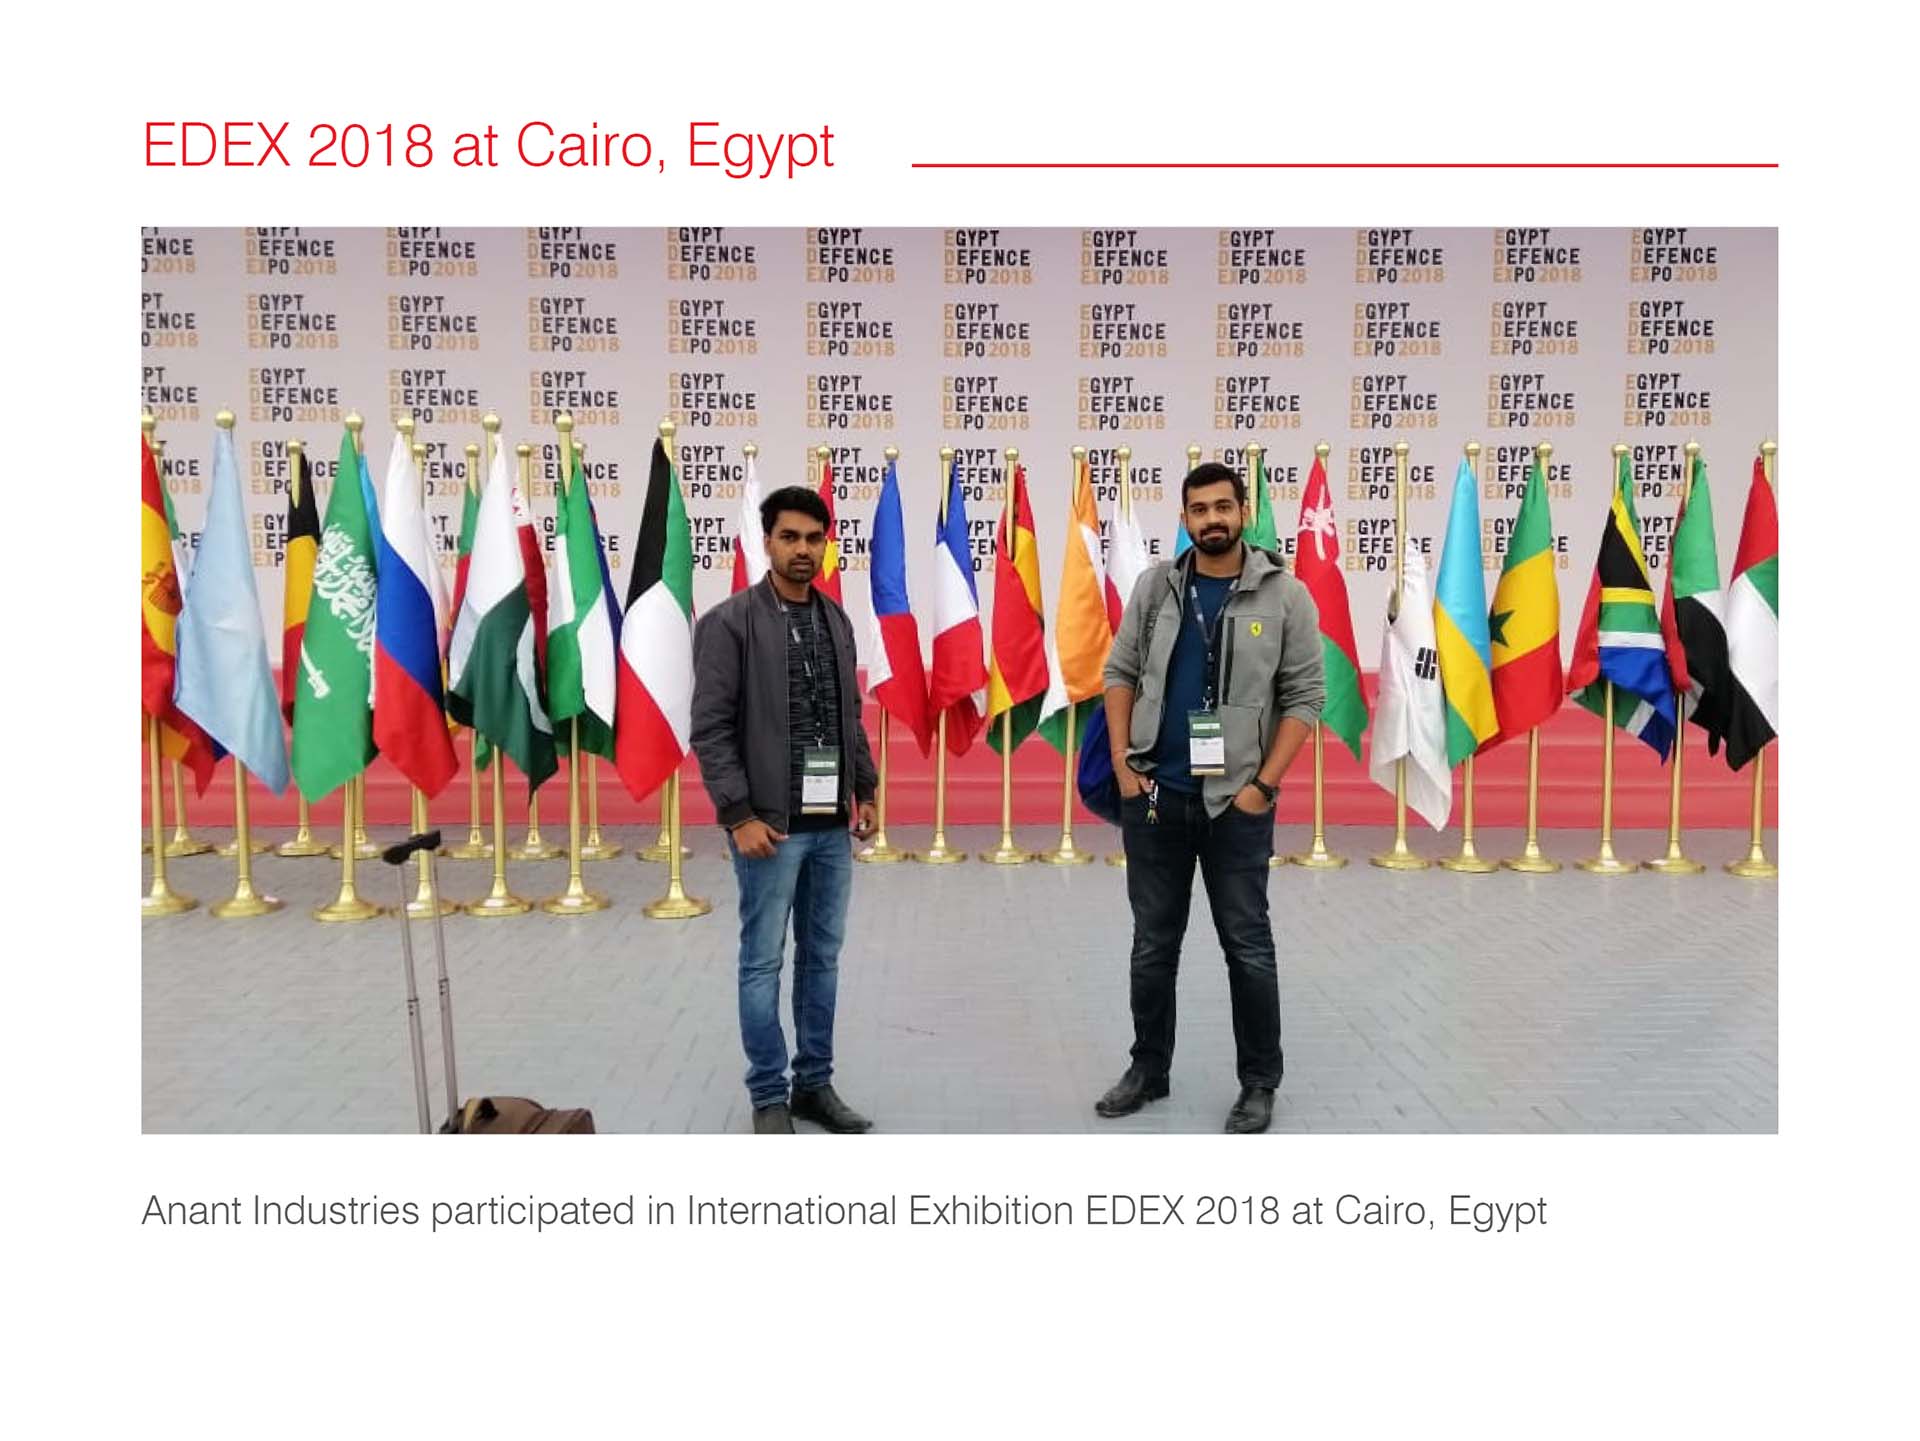 EDEX 2018 at Cairo, Egypt
EGYPT
DEFENCE
EXPO 2018
Anant Industries participated in International Exhibition EDEX 2018 at Cairo, Egypt